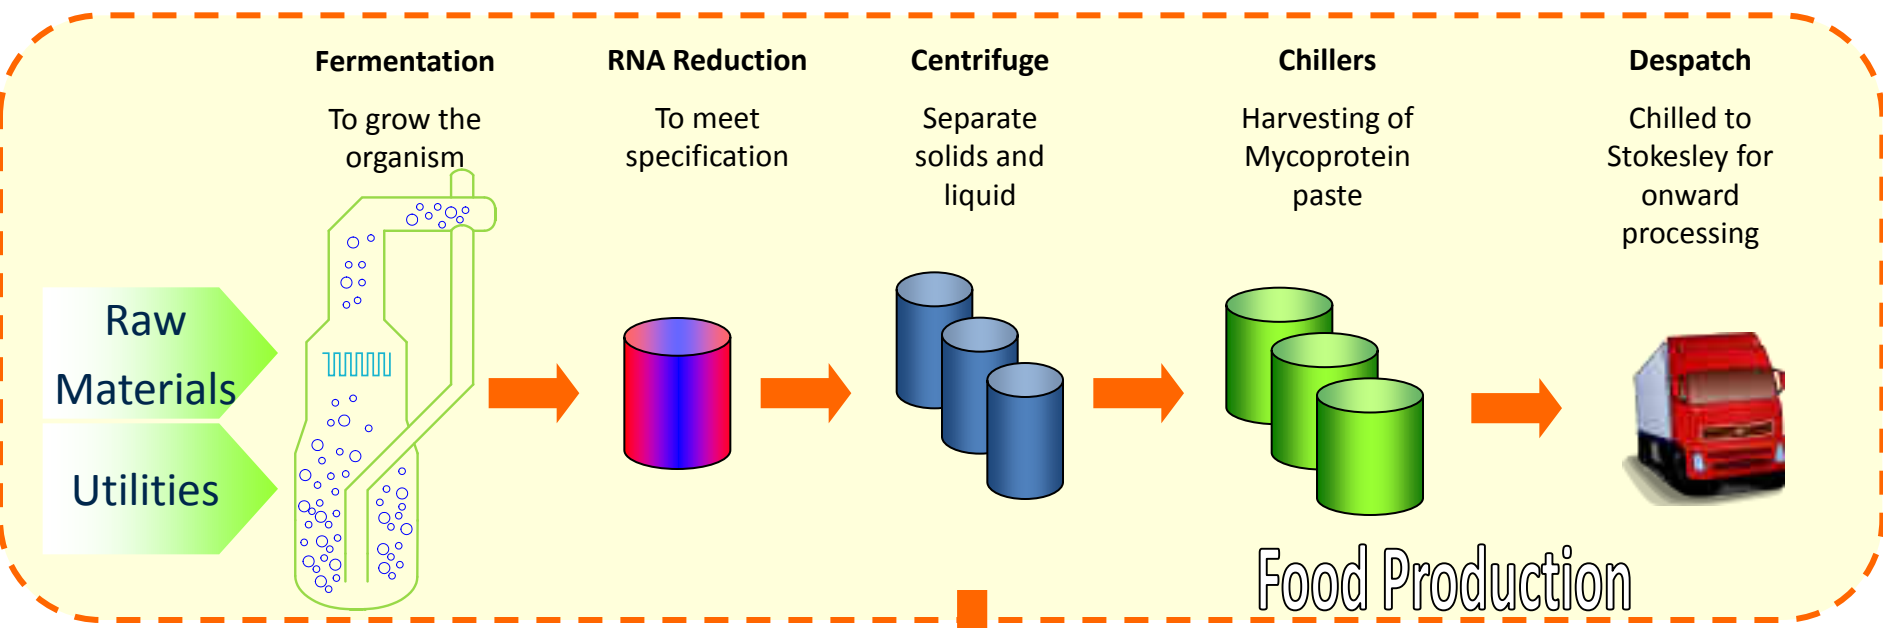 Fermentation
To grow the
organism
RNA Reduction
To meet
specification
Centrifuge
Separate
solids and
liquid
Chillers
Harvesting of
Mycoprotein
paste
Despatch
Chilled to
Stokesley for
onward
processing
Raw
Materials
Utilities
Food Production